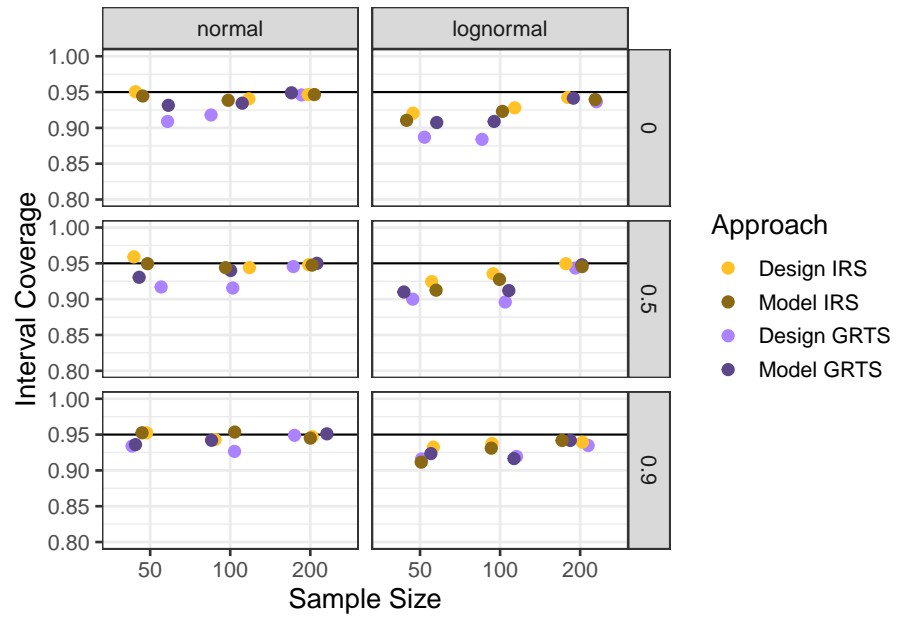 normal lognormal
1.00
0.95
0.90
0.85
0.80
0
1.00
0.95
0.90
0.85
0.80
0.5
1.00
0.95
0.90
0.85
0.80
0.9
50 100 200 50 100 200
Sample Size
Interval Coverage
Approach
Design IRS
Model IRS
Design GRTS
Model GRTS